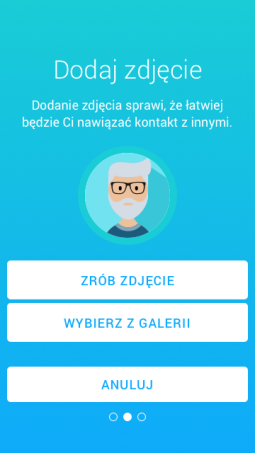 Dodaj zdjęcie
Dodanie zdjęcia sprawi, że łatwiej
będzie Ci nawiązać kontakt z innymi.
ZRÓB ZDJĘCIE
WYBIERZ Z GALERII
ANULUJ